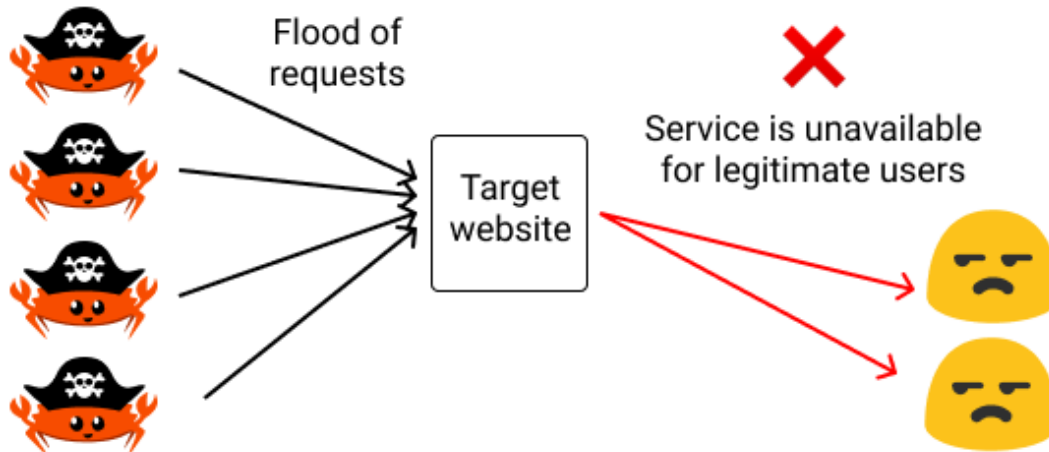 Flood of
requests
Service is unavailable
for legitimate users
Target
website